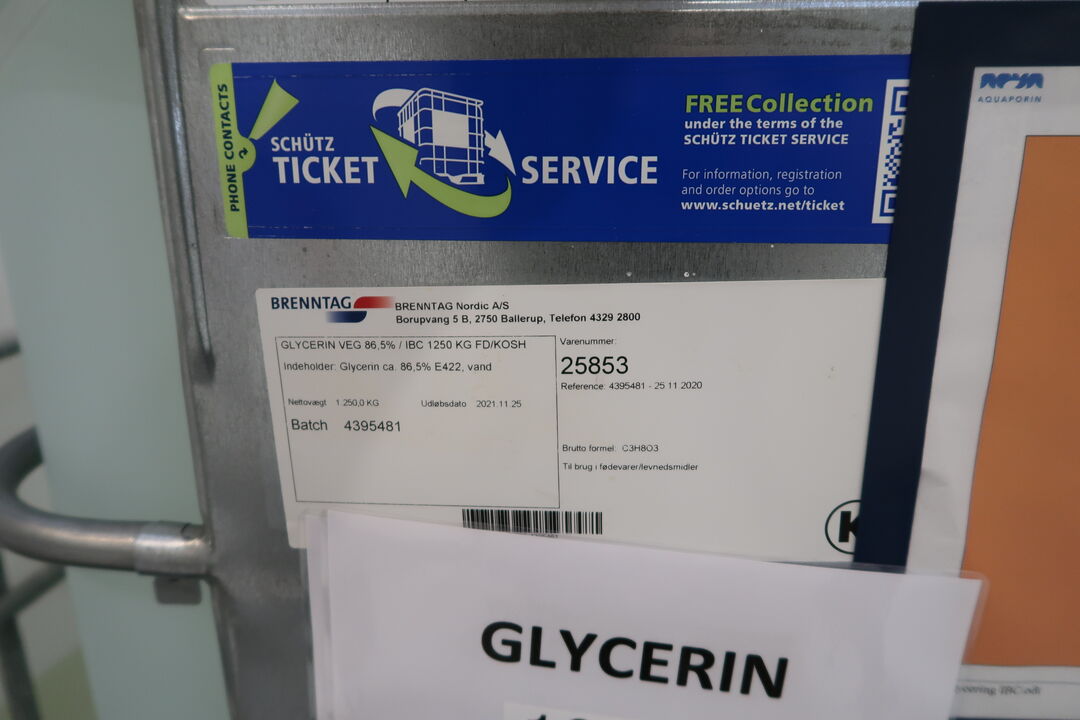 PHONE CONTACTS
SCHÜTZ
TICKET
SERVICE
FREE Collection
under the terms of the
SCHÜTZ TICKET SERVICE
For information, registration
and order options go to
www.schuetz.net/ticket
AQUAPORIN
BRENNTAG
BRENNTAG Nordic A/S
Borupvang 5 B, 2750 Ballerup, Telefon 4329 2800
GLYCERIN VEG 86,5% / IBC 1250 KG FD/KOSH
Indeholder: Glycerin ca. 86,5% E422, vand
Nettovægt 1.250,0 KG Udløbsdato 2021.11.25
Batch 4395481
Varenummer:
25853
Reference: 4395481 - 25 11 2020
Brutto formel: C3H8O3
Til brug i fødevarer/levnedsmidler
K
GLYCERIN